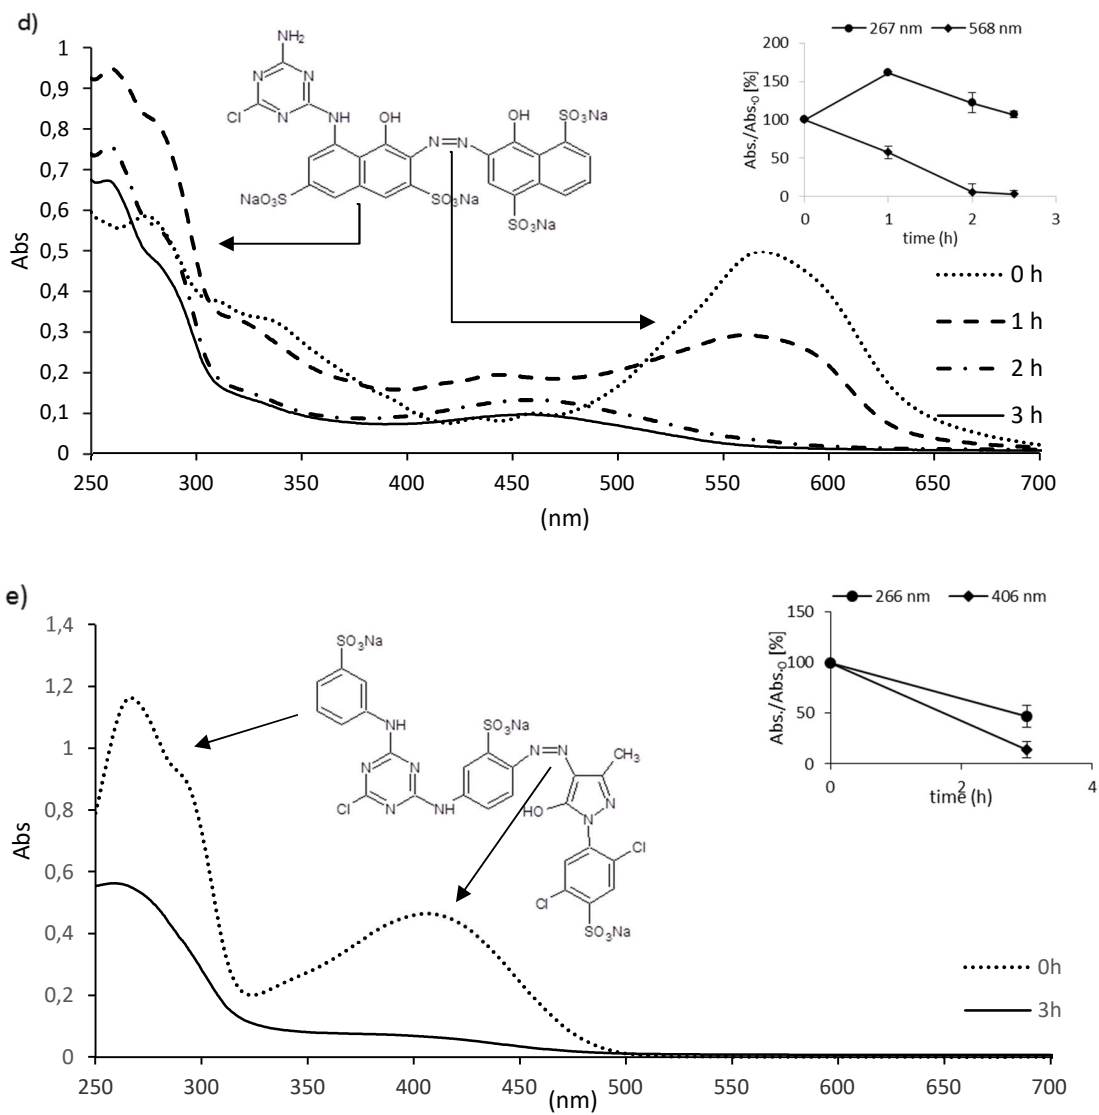 d)
1
0,9
0,8
0,7
0,6
0,5
0,4
0,3
0,2
0,1
0
Abs
250 300 350 400 450 500 550 600 650 700
(nm)
NH₂
N N
Cl N NH OH
N=N
OH SO₃Na
NaO₃S SO₃Na
SO₃Na
267 nm 568 nm
200
150
100
50
0
Abs./Abs.₀ [%]
0 1 2 3
time (h)
0 h
1 h
2 h
3 h
e)
1,4
1,2
1
0,8
0,6
0,4
0,2
0
Abs
250 300 350 400 450 500 550 600 650 700
(nm)
SO₃Na
NH
N N
Cl N NH
SO₃Na
N=N
CH₃
HO N
N
Cl
Cl
SO₃Na
266 nm 406 nm
150
100
50
0
Abs./Abs.₀ [%]
0 2 4
time (h)
0h
3h